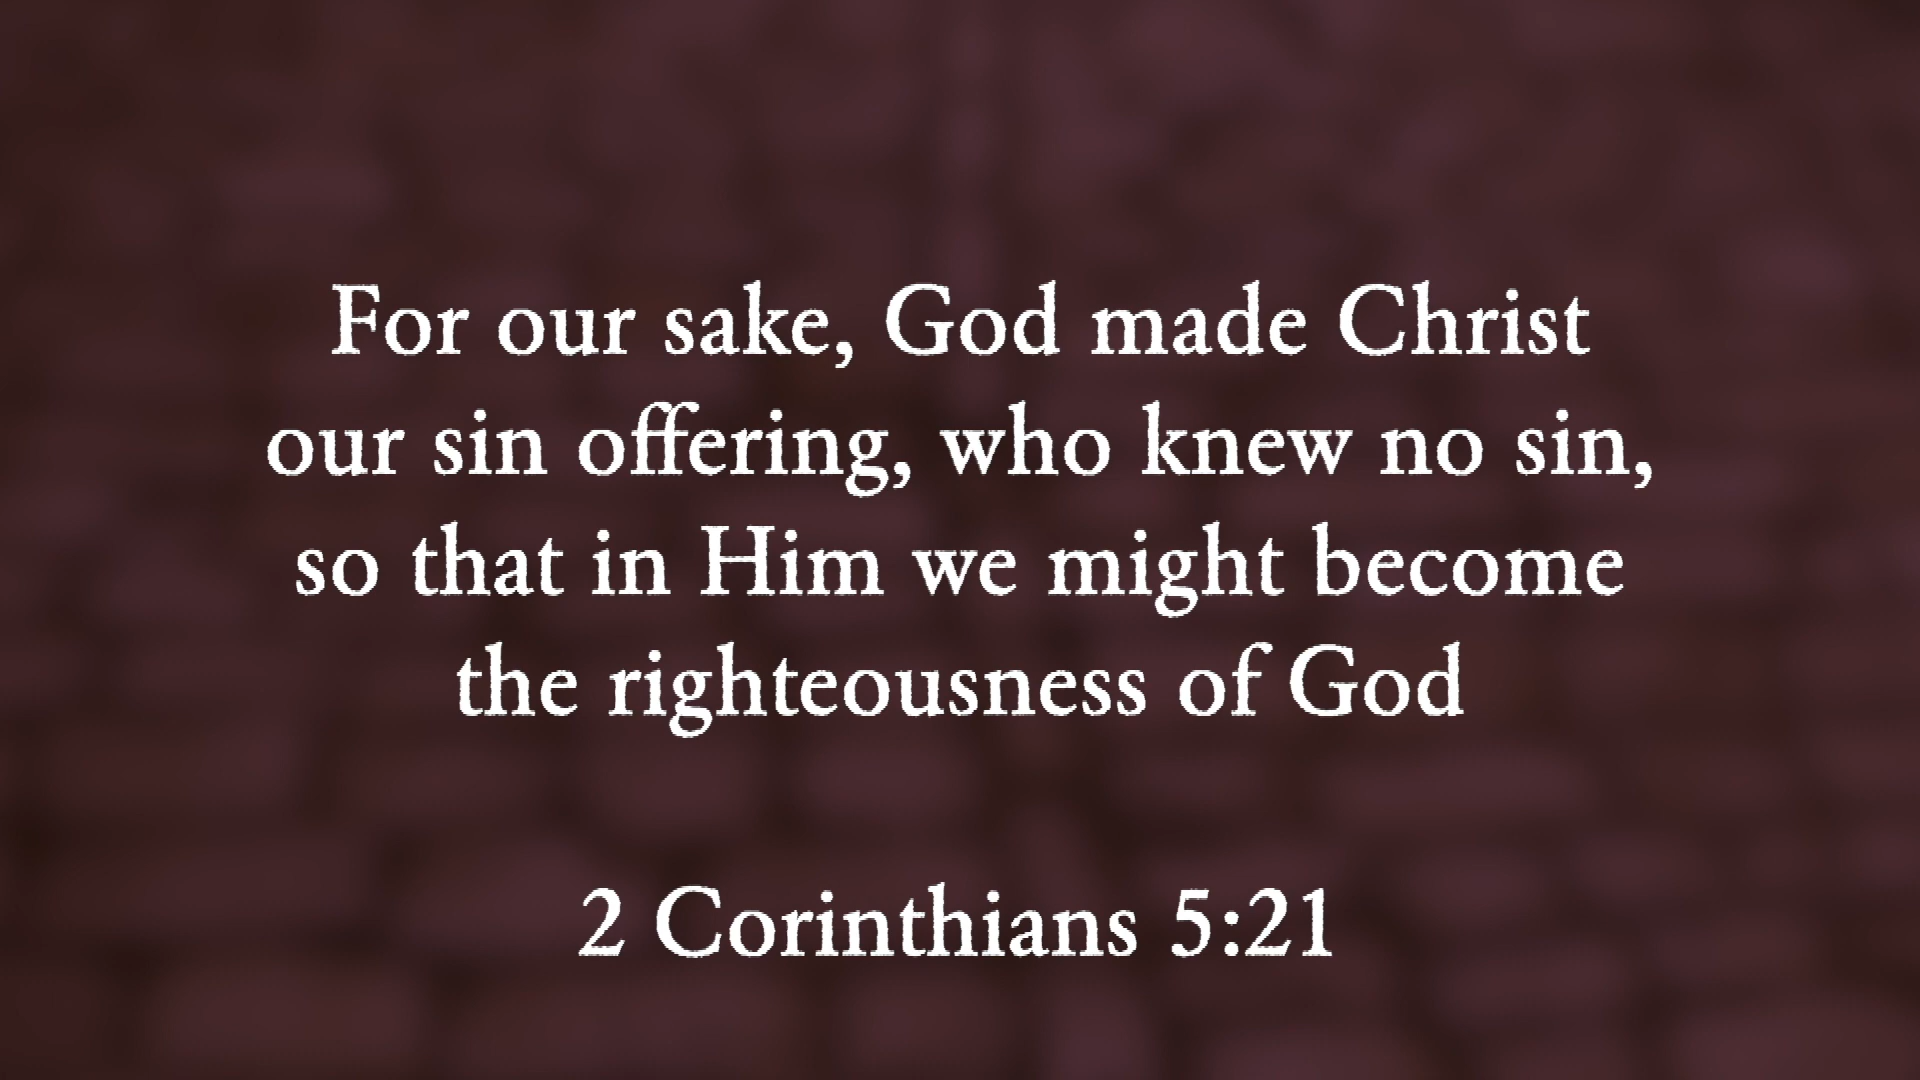 For our sake, God made Christ
our sin offering, who knew no sin,
so that in Him we might become
the righteousness of God
2 Corinthians 5:21